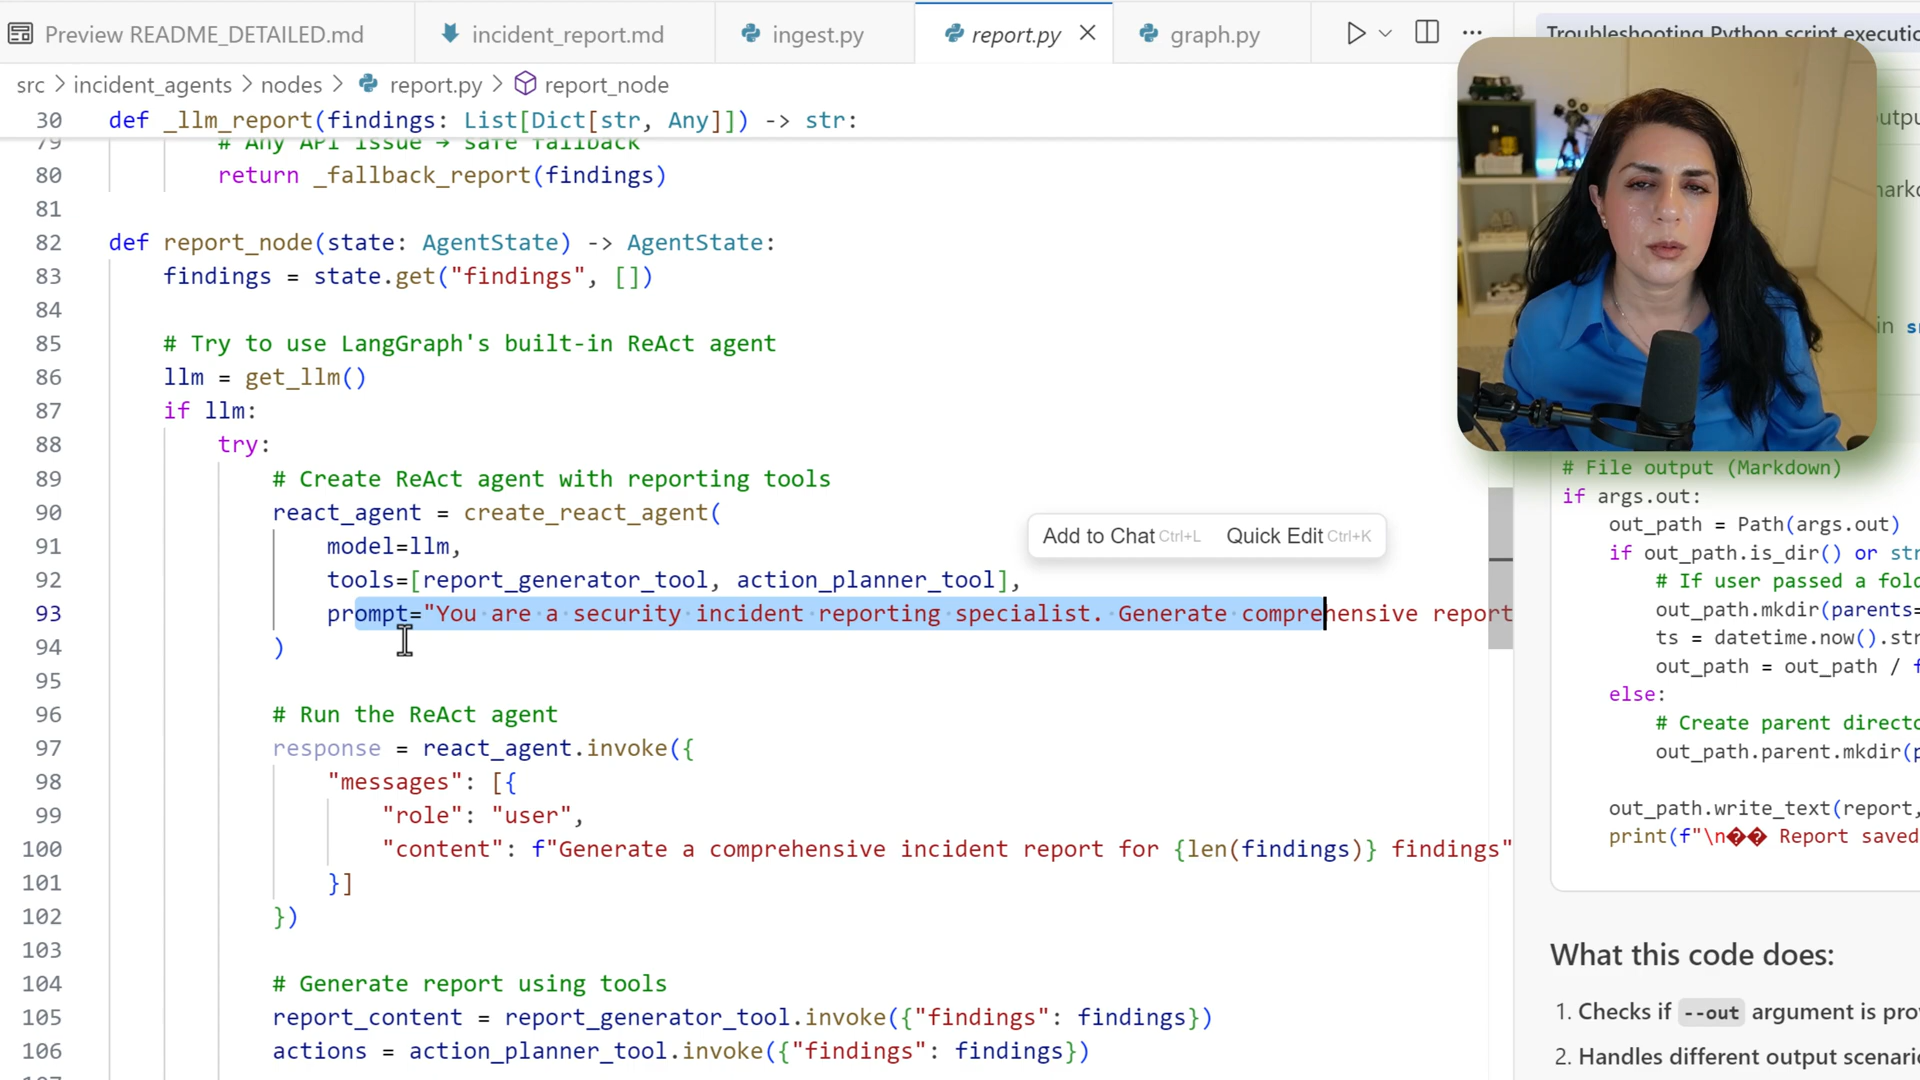 Preview README_DETAILED.md
incident_report.md
ingest.py
report.py
graph.py
src > incident_agents > nodes > report.py > report_node
30 def _llm_report(findings: List[Dict[str, Any]]) -> str:
79 # Any API issue → safe fallback
80 return _fallback_report(findings)
81
82 def report_node(state: AgentState) -> AgentState:
83 findings = state.get("findings", [])
84
85 # Try to use LangGraph's built-in ReAct agent
86 llm = get_llm()
87 if llm:
88 try:
89 # Create ReAct agent with reporting tools
90 react_agent = create_react_agent(
91 model=llm,
92 tools=[report_generator_tool, action_planner_tool],
93 prompt="You are a security incident reporting specialist. Generate comprehensive report
94 )
95
96 # Run the ReAct agent
97 response = react_agent.invoke({
98 "messages": [{
99 "role": "user",
100 "content": f"Generate a comprehensive incident report for {len(findings)} findings"
101 }]
102 })
103
104 # Generate report using tools
105 report_content = report_generator_tool.invoke({"findings": findings})
106 actions = action_planner_tool.invoke({"findings": findings})
Add to Chat Ctrl+L Quick Edit Ctrl+K
Troubleshooting Python script executio
# File output (Markdown)
if args.out:
out_path = Path(args.out)
if out_path.is_dir() or str
# If user passed a fold
out_path.mkdir(parents=
ts = datetime.now().str
out_path = out_path / f
else:
# Create parent directo
out_path.parent.mkdir(p
out_path.write_text(report,
print(f"\n�� Report saved
What this code does:
1. Checks if --out argument is prov
2. Handles different output scenari